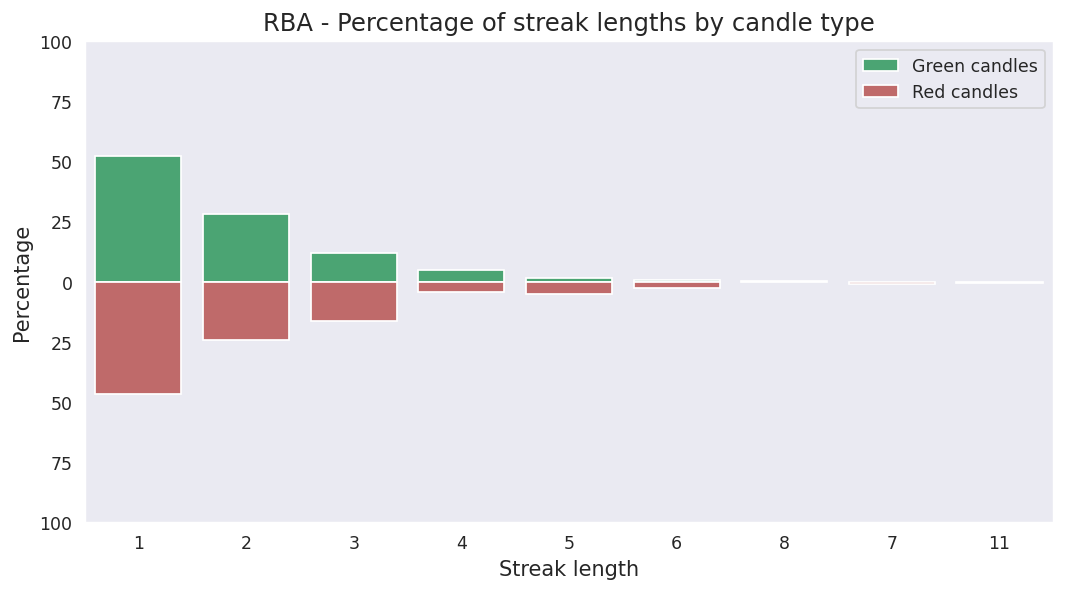 RBA - Percentage of streak lengths by candle type
Green candles
Red candles
Percentage
100
75
50
25
0
25
50
75
100
1 2 3 4 5 6 8 7 11
Streak length